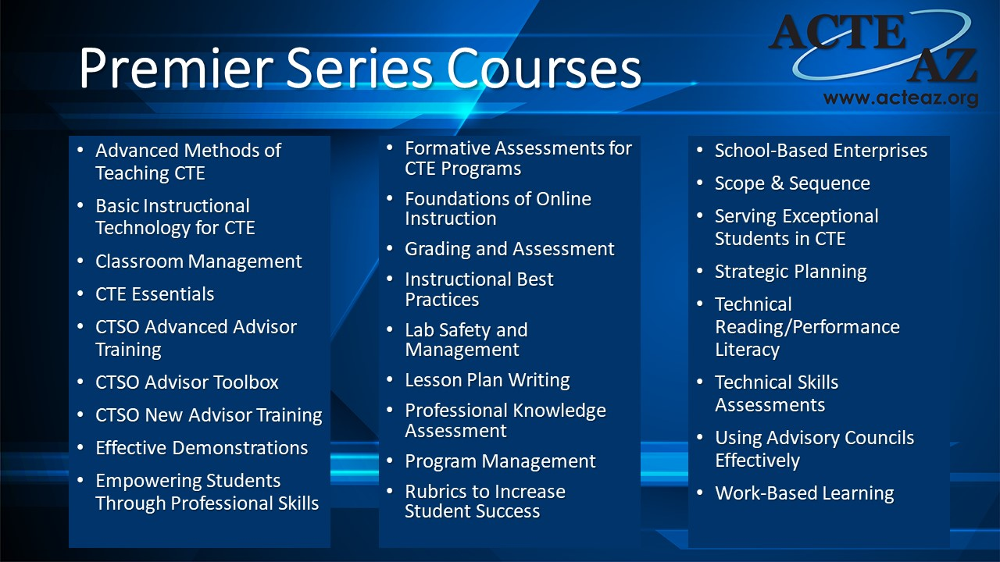 Premier Series Courses
ACTE
AZ
www.acteaz.org
• Advanced Methods of
Teaching CTE
• Basic Instructional
Technology for CTE
• Classroom Management
• CTE Essentials
• CTSO Advanced Advisor
Training
• CTSO Advisor Toolbox
• CTSO New Advisor Training
• Effective Demonstrations
• Empowering Students
Through Professional Skills
• Formative Assessments for
CTE Programs
• Foundations of Online
Instruction
• Grading and Assessment
• Instructional Best
Practices
• Lab Safety and
Management
• Lesson Plan Writing
• Professional Knowledge
Assessment
• Program Management
• Rubrics to Increase
Student Success
• School-Based Enterprises
• Scope & Sequence
• Serving Exceptional
Students in CTE
• Strategic Planning
• Technical
Reading/Performance
Literacy
• Technical Skills
Assessments
• Using Advisory Councils
Effectively
• Work-Based Learning